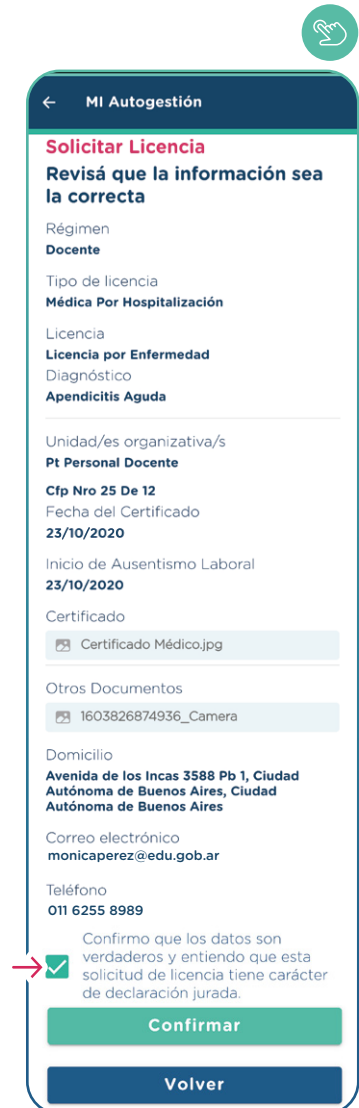 MI Autogestión
Solicitar Licencia
Revisá que la información sea
la correcta
Régimen
Docente
Tipo de licencia
Médica Por Hospitalización
Licencia
Licencia por Enfermedad
Diagnóstico
Apendicitis Aguda
Unidad/es organizativa/s
Pt Personal Docente
Cfp Nro 25 De 12
Fecha del Certificado
23/10/2020
Inicio de Ausentismo Laboral
23/10/2020
Certificado
Certificado Médico.jpg
Otros Documentos
1603826874936_Camera
Domicilio
Avenida de los Incas 3588 Pb 1, Ciudad
Autónoma de Buenos Aires, Ciudad
Autónoma de Buenos Aires
Correo electrónico
monicaperez@edu.gob.ar
Teléfono
011 6255 8989
Confirmo que los datos son
verdaderos y entiendo que esta
solicitud de licencia tiene carácter
de declaración jurada.
Confirmar
Volver